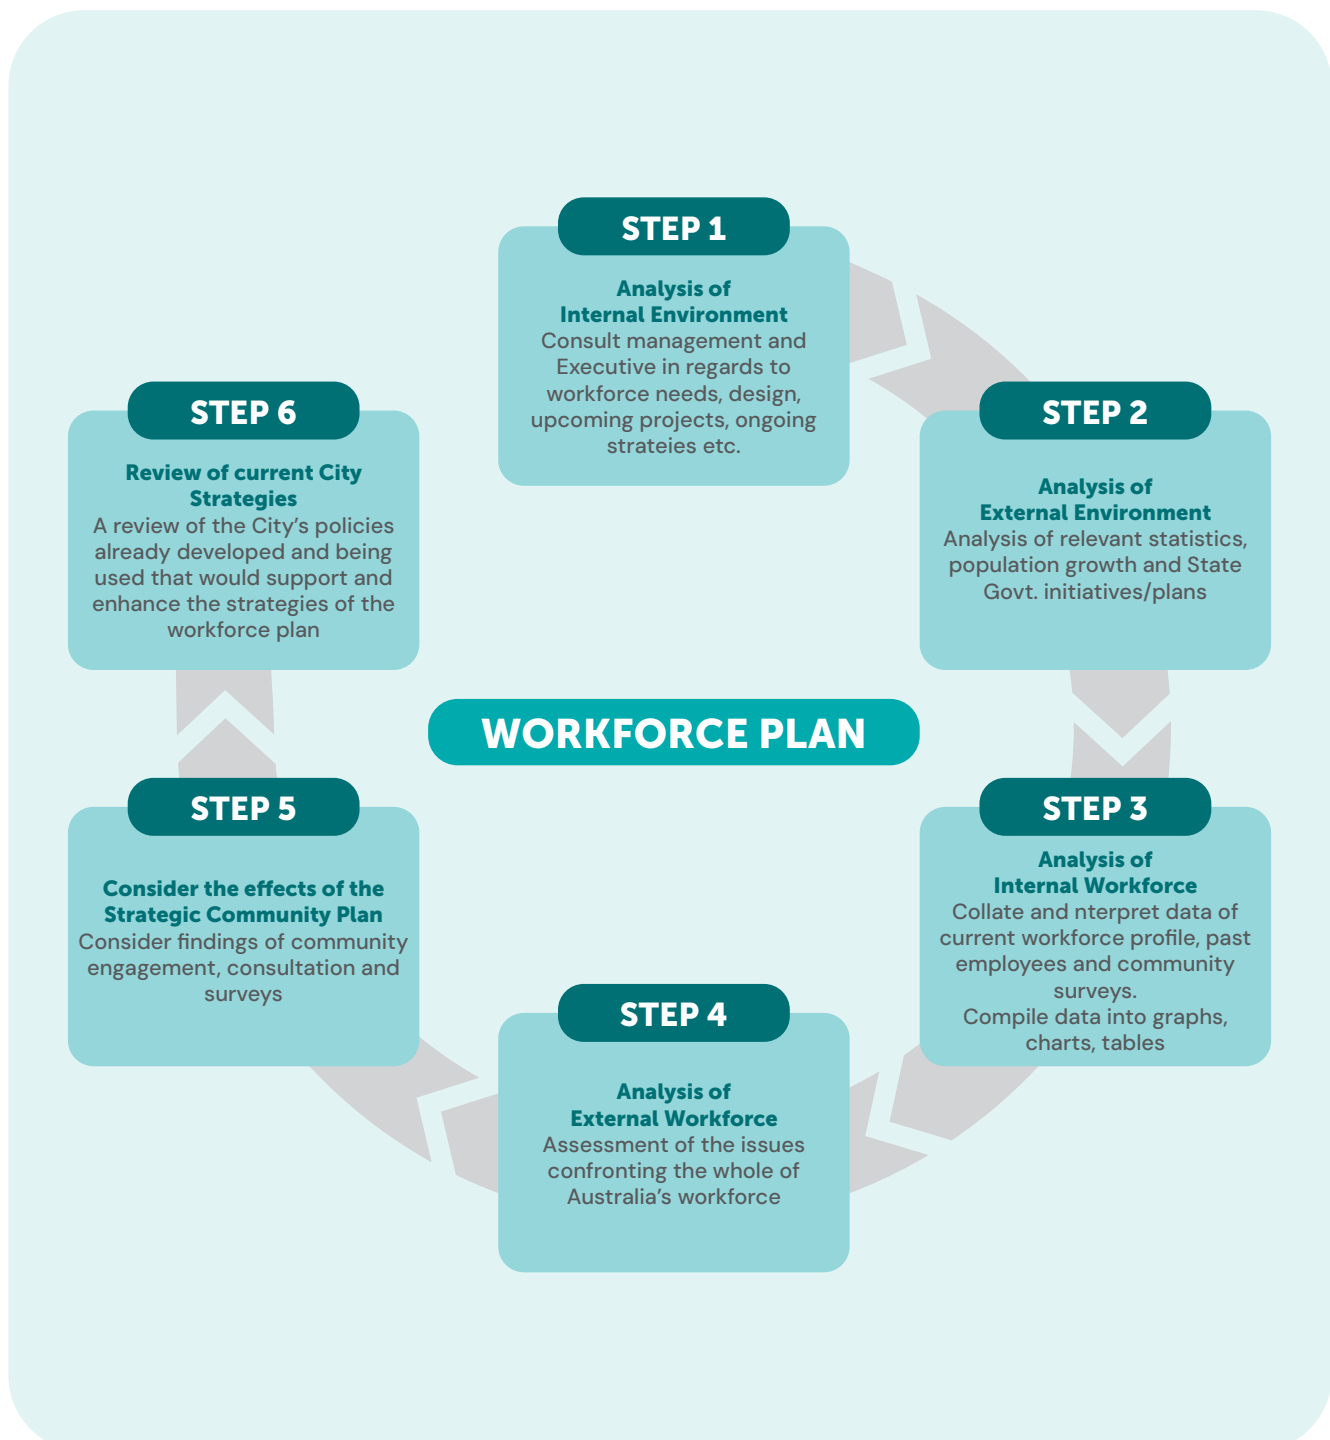 STEP 1
Analysis of
Internal Environment
Consult management and
Executive in regards to
workforce needs, design,
upcoming projects, ongoing
strateies etc.
STEP 2
Analysis of
External Environment
Analysis of relevant statistics,
population growth and State
Govt. initiatives/plans
STEP 3
Analysis of
Internal Workforce
Collate and nterpret data of
current workforce profile, past
employees and community
surveys.
Compile data into graphs,
charts, tables
STEP 4
Analysis of
External Workforce
Assessment of the issues
confronting the whole of
Australia's workforce
STEP 5
Consider the effects of the
Strategic Community Plan
Consider findings of community
engagement, consultation and
surveys
STEP 6
Review of current City
Strategies
A review of the City's policies
already developed and being
used that would support and
enhance the strategies of the
workforce plan
WORKFORCE PLAN